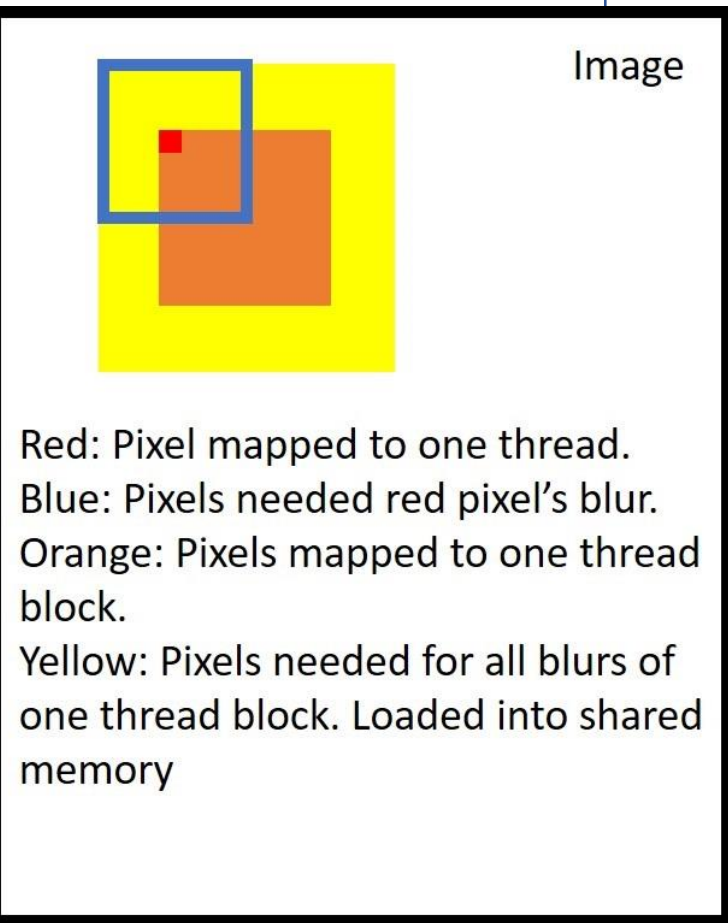 Image
Red: Pixel mapped to one thread.
Blue: Pixels needed red pixel’s blur.
Orange: Pixels mapped to one thread
block.
Yellow: Pixels needed for all blurs of
one thread block. Loaded into shared
memory